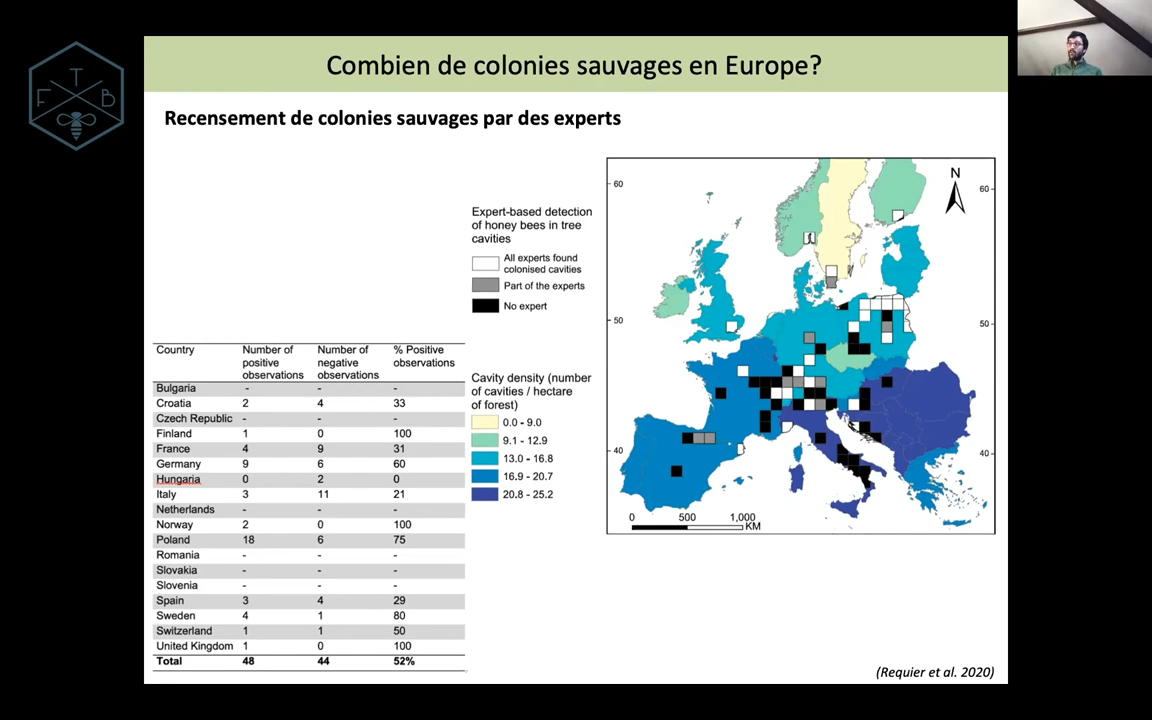 T
F B
Combien de colonies sauvages en Europe?
Recensement de colonies sauvages par des experts
Expert-based detection
of honey bees in tree
cavities
All experts found
colonised cavities
Part of the experts
No expert
Cavity density (number
of cavities / hectare
of forest)
0.0 - 9.0
9.1 - 12.9
13.0 - 16.8
16.9 - 20.7
20.8 - 25.2
N
60
60
50
50
40
40
0 500 1,000
KM
Country Number of positive observations Number of negative observations % Positive observations
Bulgaria - - -
Croatia 2 4 33
Czech Republic - - -
Finland 1 0 100
France 4 9 31
Germany 9 6 60
Hungaria 0 2 0
Italy 3 11 21
Netherlands - - -
Norway 2 0 100
Poland 18 6 75
Romania - - -
Slovakia - - -
Slovenia - - -
Spain 3 4 29
Sweden 4 1 80
Switzerland 1 1 50
United Kingdom 1 0 100
Total 48 44 52%
(Requier et al. 2020)